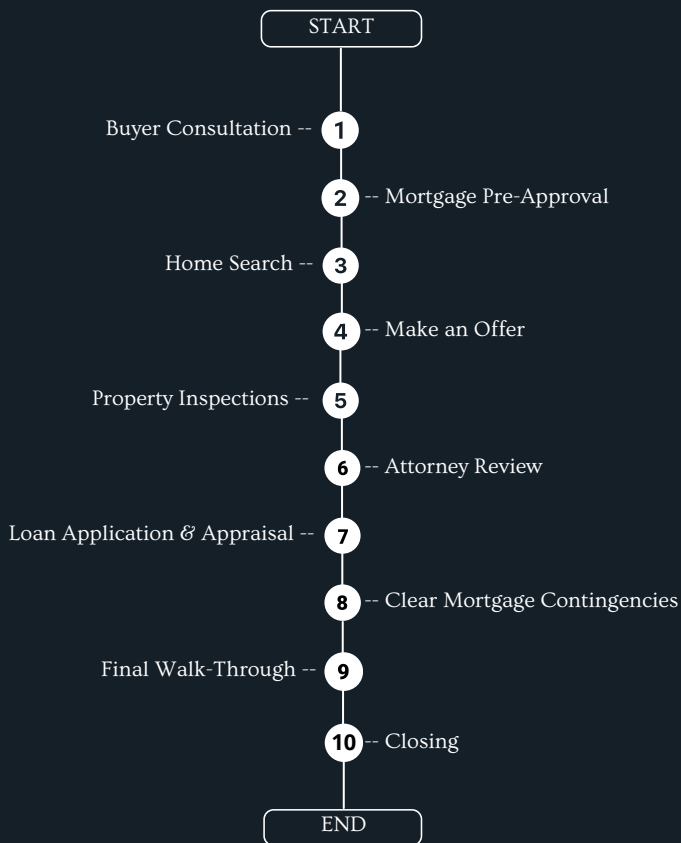 START
Buyer Consultation -- 1
2 -- Mortgage Pre-Approval
Home Search -- 3
4 -- Make an Offer
Property Inspections -- 5
6 -- Attorney Review
Loan Application & Appraisal -- 7
8 -- Clear Mortgage Contingencies
Final Walk-Through -- 9
10 -- Closing
END